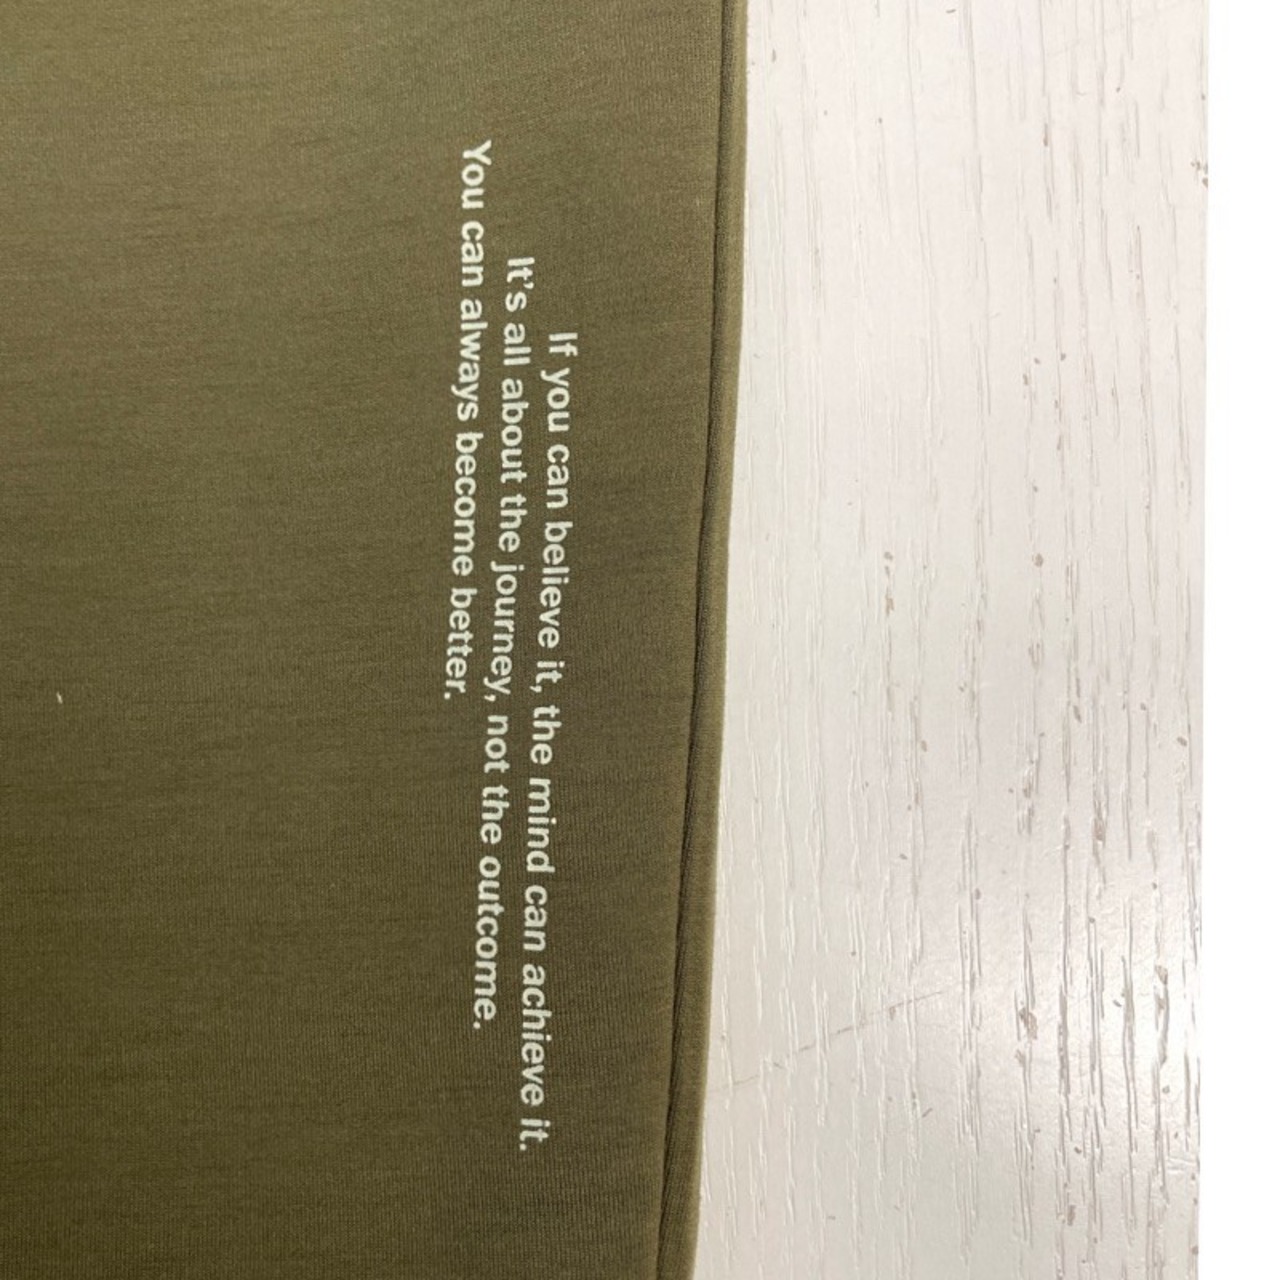 If you can believe it, the mind can achieve it.
It's all about the journey, not the outcome.
You can always become better.